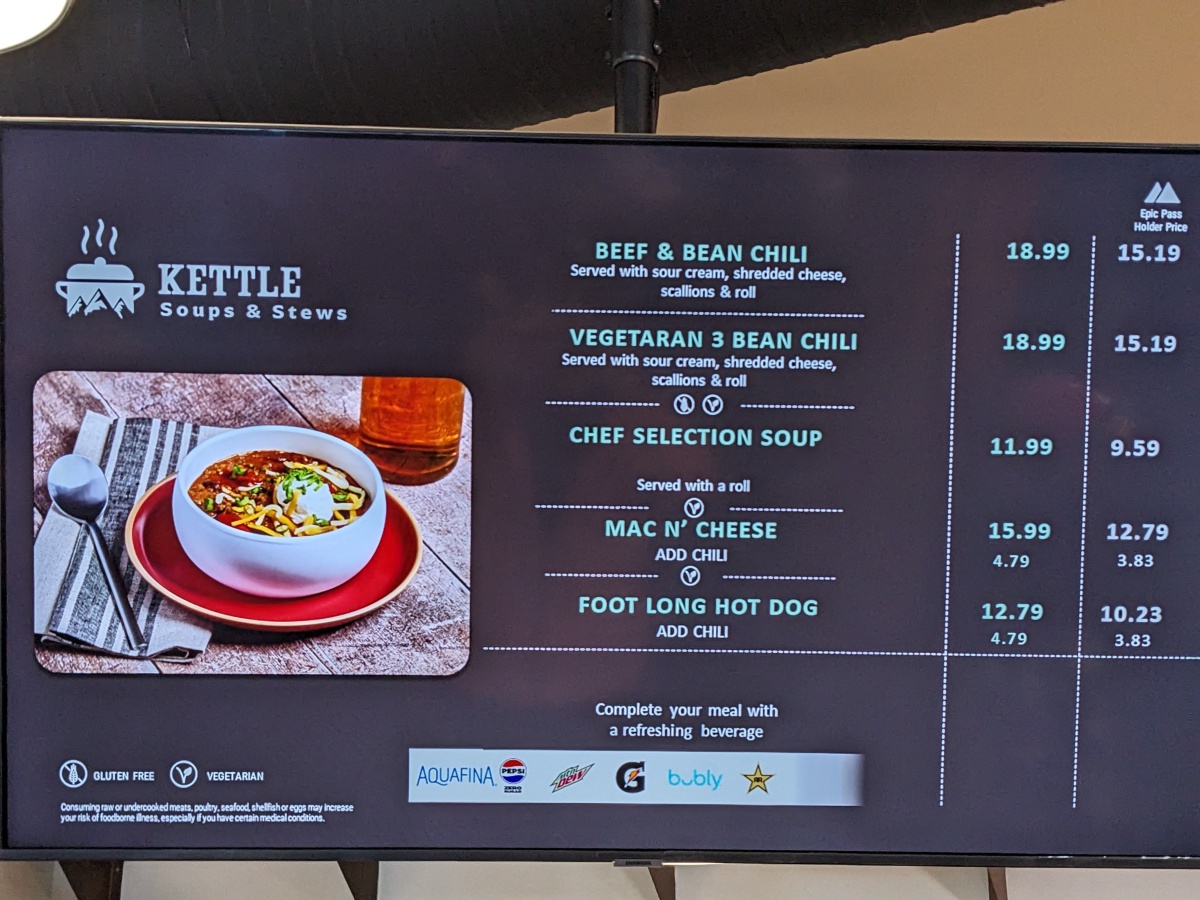 Epic Pass
Holder Price
KETTLE
Soups & Stews
BEEF & BEAN CHILI 18.99 15.19
Served with sour cream, shredded cheese,
scallions & roll
VEGETARAN 3 BEAN CHILI 18.99 15.19
Served with sour cream, shredded cheese,
scallions & roll
CHEF SELECTION SOUP 11.99 9.59
Served with a roll
MAC N’ CHEESE 15.99 12.79
ADD CHILI 4.79 3.83
FOOT LONG HOT DOG 12.79 10.23
ADD CHILI 4.79 3.83
Complete your meal with
a refreshing beverage
AQUAFINA PEPSI ZERO SUGAR mtn dew G bubly R
GLUTEN FREE VEGETARIAN
Consuming raw or undercooked meats, poultry, seafood, shellfish or eggs may increase
your risk of foodborne illness, especially if you have certain medical conditions.